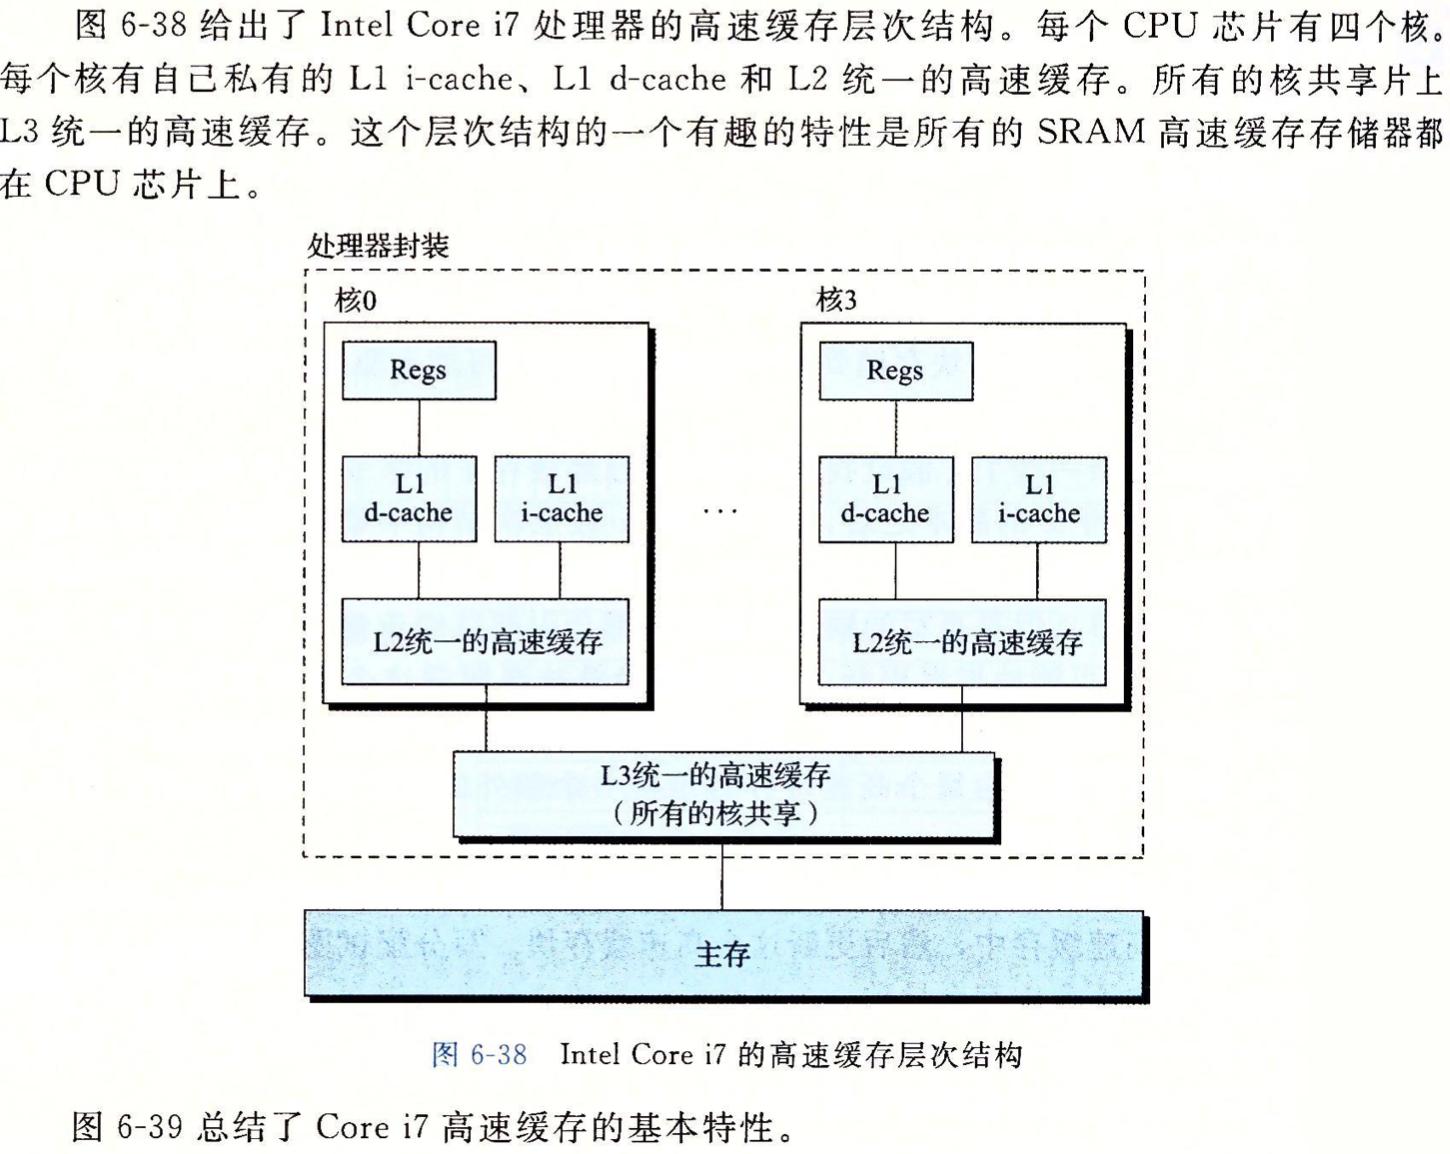 图 6-38 给出了 Intel Core i7 处理器的高速缓存层次结构。每个 CPU 芯片有四个核。
每个核有自己私有的 L1 i-cache、L1 d-cache 和 L2 统一的高速缓存。所有的核共享片上
L3 统一的高速缓存。这个层次结构的一个有趣的特性是所有的 SRAM 高速缓存存储器都
在 CPU 芯片上。
处理器封装
核0
核3
Regs
Regs
L1
d-cache
L1
i-cache
...
L1
d-cache
L1
i-cache
L2统一的高速缓存
L2统一的高速缓存
L3统一的高速缓存
（所有的核共享）
主存
图 6-38 Intel Core i7 的高速缓存层次结构
图 6-39 总结了 Core i7 高速缓存的基本特性。